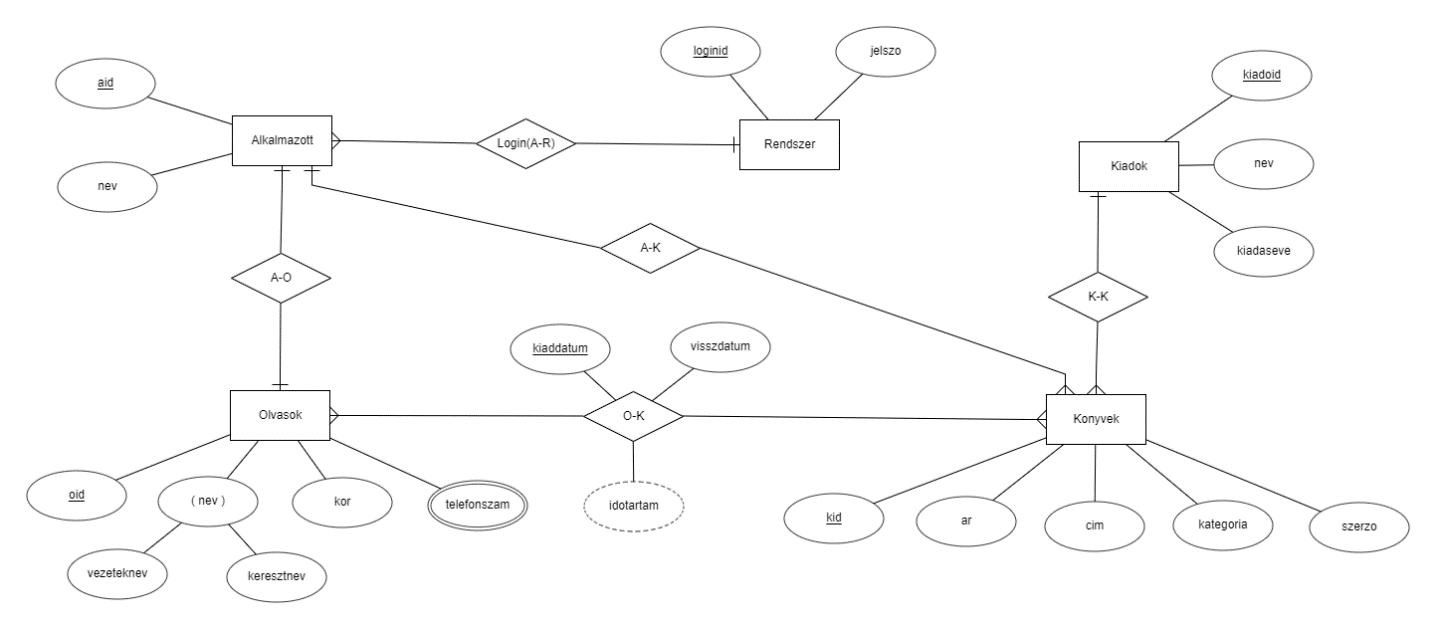 loginid
jelszo
aid
kiadoid
Alkalmazott
Login(A-R)
Rendszer
Kiadok
nev
nev
A-K
kiadaseve
A-O
K-K
kiaddatum
visszdatum
Olvasok
O-K
Konyvek
oid
( nev )
kor
telefonszam
idotartam
kid
ar
cim
kategoria
szerzo
vezeteknev
keresztnev